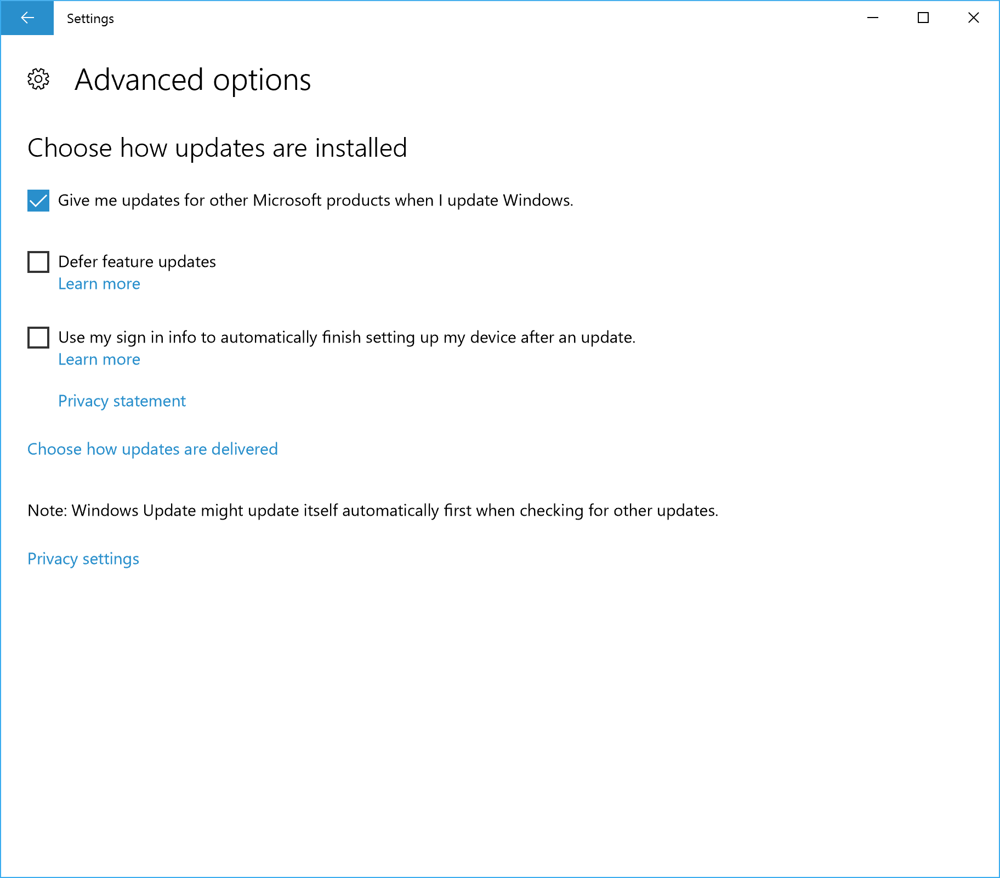 Settings
Advanced options
Choose how updates are installed
Give me updates for other Microsoft products when I update Windows.
Defer feature updates
Learn more
Use my sign in info to automatically finish setting up my device after an update.
Learn more
Privacy statement
Choose how updates are delivered
Note: Windows Update might update itself automatically first when checking for other updates.
Privacy settings